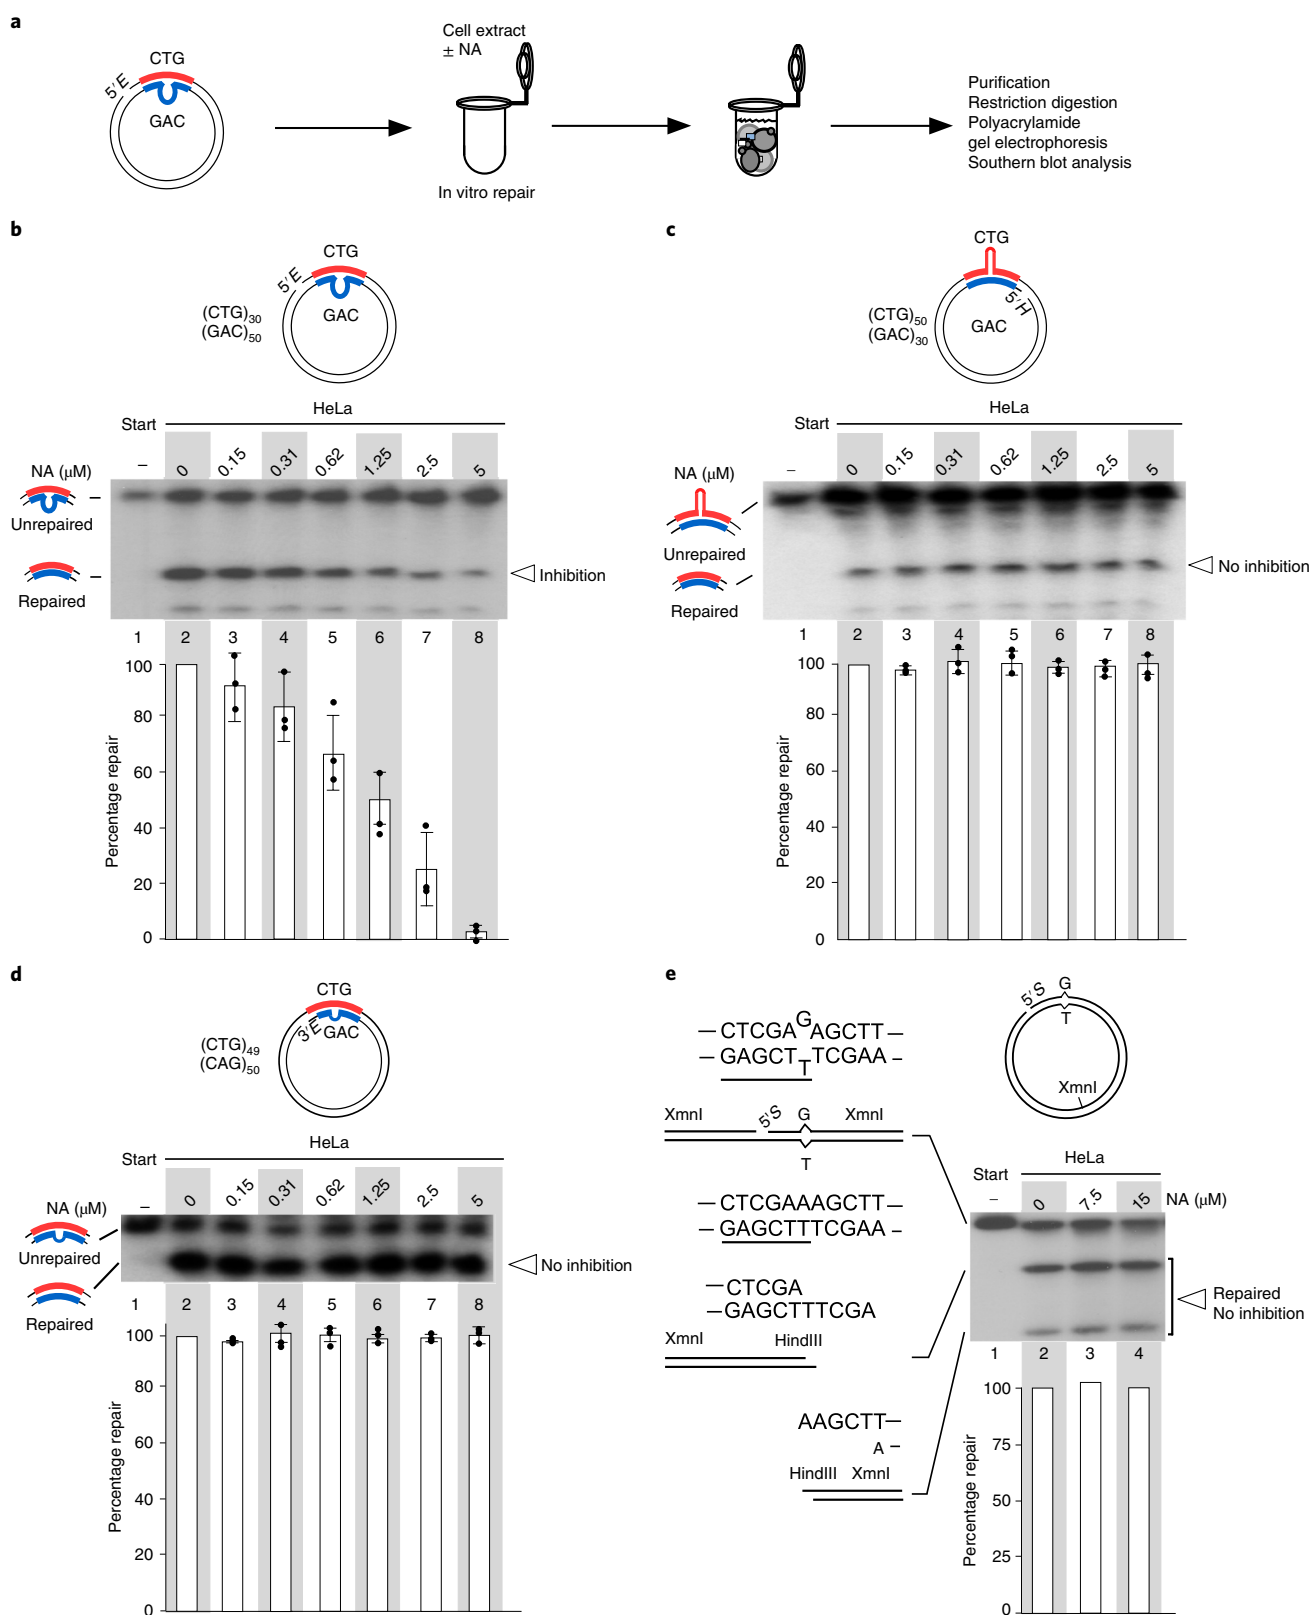 a
CTG
5′E
GAC
Cell extract
± NA
In vitro repair
Purification
Restriction digestion
Polyacrylamide
gel electrophoresis
Southern blot analysis
b
CTG
5′E
(CTG)30
(GAC)50
GAC
HeLa
Start
NA (µM)
– 0 0.15 0.31 0.62 1.25 2.5 5
Unrepaired
Repaired
Inhibition
1 2 3 4 5 6 7 8
Percentage repair
100
80
60
40
20
0
c
CTG
5′H
(CTG)50
(GAC)30
GAC
HeLa
Start
NA (µM)
– 0 0.15 0.31 0.62 1.25 2.5 5
Unrepaired
Repaired
No inhibition
1 2 3 4 5 6 7 8
Percentage repair
100
80
60
40
20
0
d
CTG
3′E
GAC
(CTG)49
(CAG)50
HeLa
Start
NA (µM)
– 0 0.15 0.31 0.62 1.25 2.5 5
Unrepaired
Repaired
No inhibition
1 2 3 4 5 6 7 8
Percentage repair
100
80
60
40
20
0
e
5′S G
T
XmnI
– CTCGAGAGCTT –
– GAGCTTTCGAA –
XmnI 5′S G XmnI
T
– CTCGAAAGCTT –
– GAGCTTTCGAA –
– CTCGA
– GAGCTTTCGA
XmnI HindIII
AAGCTT–
A –
HindIII XmnI
HeLa
Start
– 0 7.5 15 NA (µM)
Repaired
No inhibition
1 2 3 4
Percentage repair
100
75
50
25
0